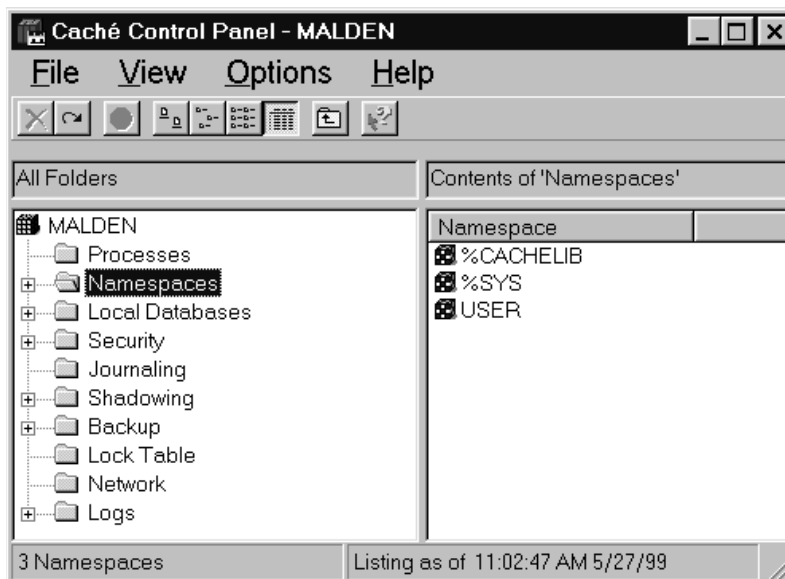 Caché Control Panel - MALDEN
File View Options Help
All Folders
Contents of 'Namespaces'
MALDEN
Processes
Namespaces
Local Databases
Security
Journaling
Shadowing
Backup
Lock Table
Network
Logs
Namespace
%CACHELIB
%SYS
USER
3 Namespaces
Listing as of 11:02:47 AM 5/27/99